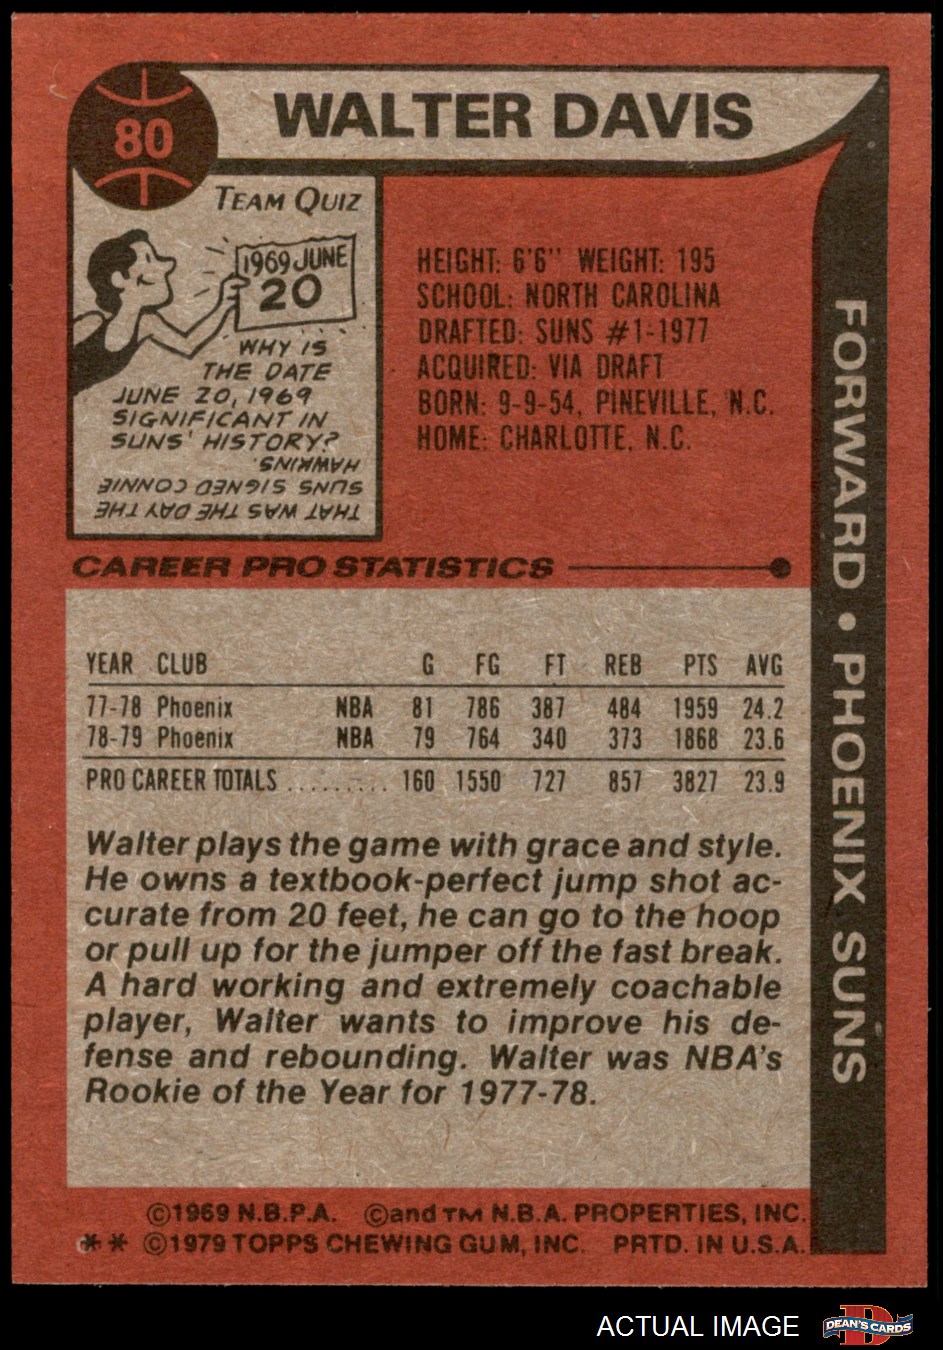 80
WALTER DAVIS
TEAM QUIZ
1969 JUNE
20
WHY IS
THE DATE
JUNE 20, 1969
SIGNIFICANT IN
SUNS' HISTORY?
THAT WAS THE DAY THE
SUNS SIGNED CONNIE
HAWKINS.
HEIGHT: 6'6" WEIGHT: 195
SCHOOL: NORTH CAROLINA
DRAFTED: SUNS #1-1977
ACQUIRED: VIA DRAFT
BORN: 9-9-54, PINEVILLE, N.C.
HOME: CHARLOTTE, N.C.
FORWARD • PHOENIX SUNS
CAREER PRO STATISTICS
YEAR CLUB G FG FT REB PTS AVG
77-78 Phoenix NBA 81 786 387 484 1959 24.2
78-79 Phoenix NBA 79 764 340 373 1868 23.6
PRO CAREER TOTALS ......... 160 1550 727 857 3827 23.9
Walter plays the game with grace and style.
He owns a textbook-perfect jump shot ac-
curate from 20 feet, he can go to the hoop
or pull up for the jumper off the fast break.
A hard working and extremely coachable
player, Walter wants to improve his de-
fense and rebounding. Walter was NBA's
Rookie of the Year for 1977-78.
©1969 N.B.P.A. ©and TM N.B.A. PROPERTIES, INC.
** ©1979 TOPPS CHEWING GUM, INC. PRTD. IN U.S.A.
ACTUAL IMAGE
DEAN'S CARDS